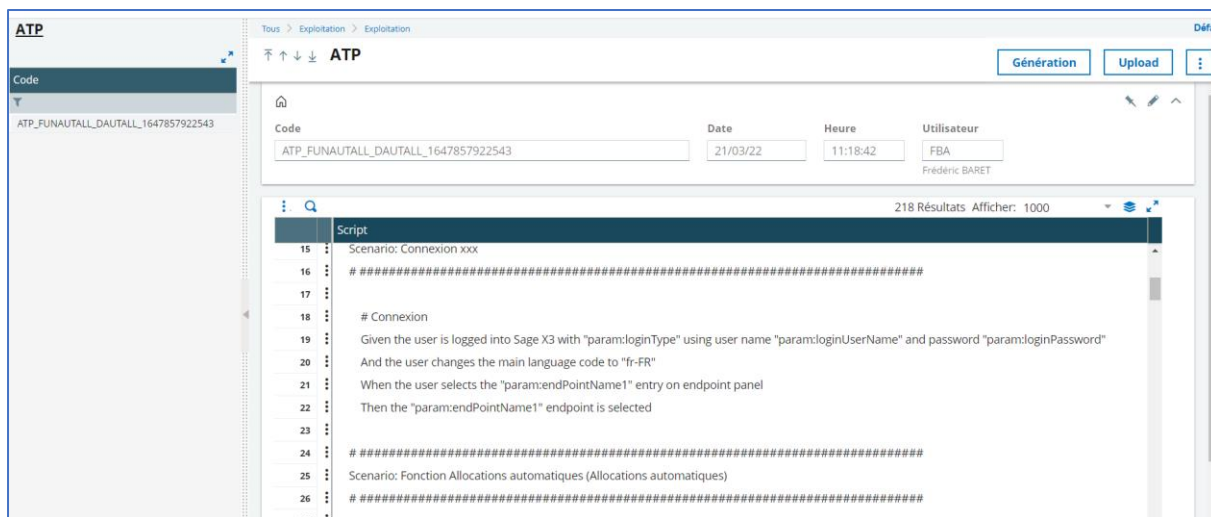 ATP
Code
ATP_FUNAUTALL_DAUTALL_1647857922543
Tous > Exploitation > Exploitation
Défa
ATP
Génération
Upload
Code
Date
Heure
Utilisateur
ATP_FUNAUTALL_DAUTALL_1647857922543
21/03/22
11:18:42
FBA
Frédéric BARET
218 Résultats Afficher: 1000
Script
15 Scenario: Connexion xxx
16 # #############################################################################
17
18 # Connexion
19 Given the user is logged into Sage X3 with "param:loginType" using user name "param:loginUserName" and password "param:loginPassword"
20 And the user changes the main language code to "fr-FR"
21 When the user selects the "param:endPointName1" entry on endpoint panel
22 Then the "param:endPointName1" endpoint is selected
23
24 # #############################################################################
25 Scenario: Fonction Allocations automatiques (Allocations automatiques)
26 # #############################################################################